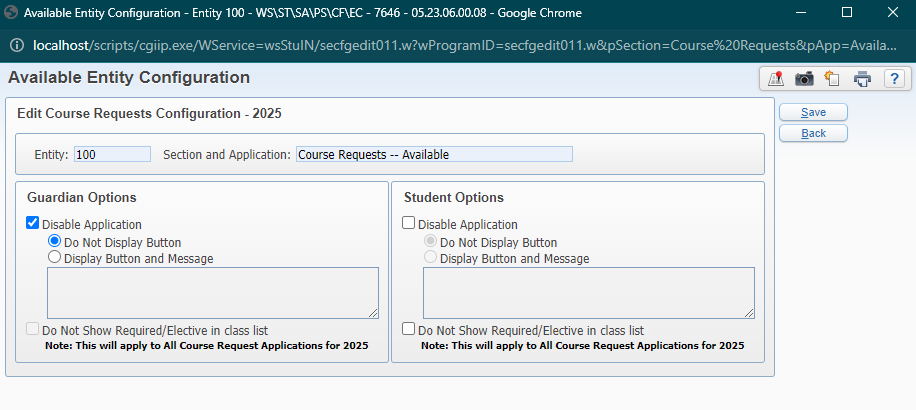 Available Entity Configuration - Entity 100 - WS\ST\SA\PS\CF\EC - 7646 - 05.23.06.00.08 - Google Chrome
localhost/scripts/cgiip.exe/WService=wsStuIN/secfgedit011.w?wProgramID=secfgedit011.w&pSection=Course%20Requests&pApp=Availa...
Available Entity Configuration
?
Edit Course Requests Configuration - 2025
Save
Back
Entity: 100 Section and Application: Course Requests -- Available
Guardian Options
Disable Application
Do Not Display Button
Display Button and Message
Do Not Show Required/Elective in class list
Note: This will apply to All Course Request Applications for 2025
Student Options
Disable Application
Do Not Display Button
Display Button and Message
Do Not Show Required/Elective in class list
Note: This will apply to All Course Request Applications for 2025